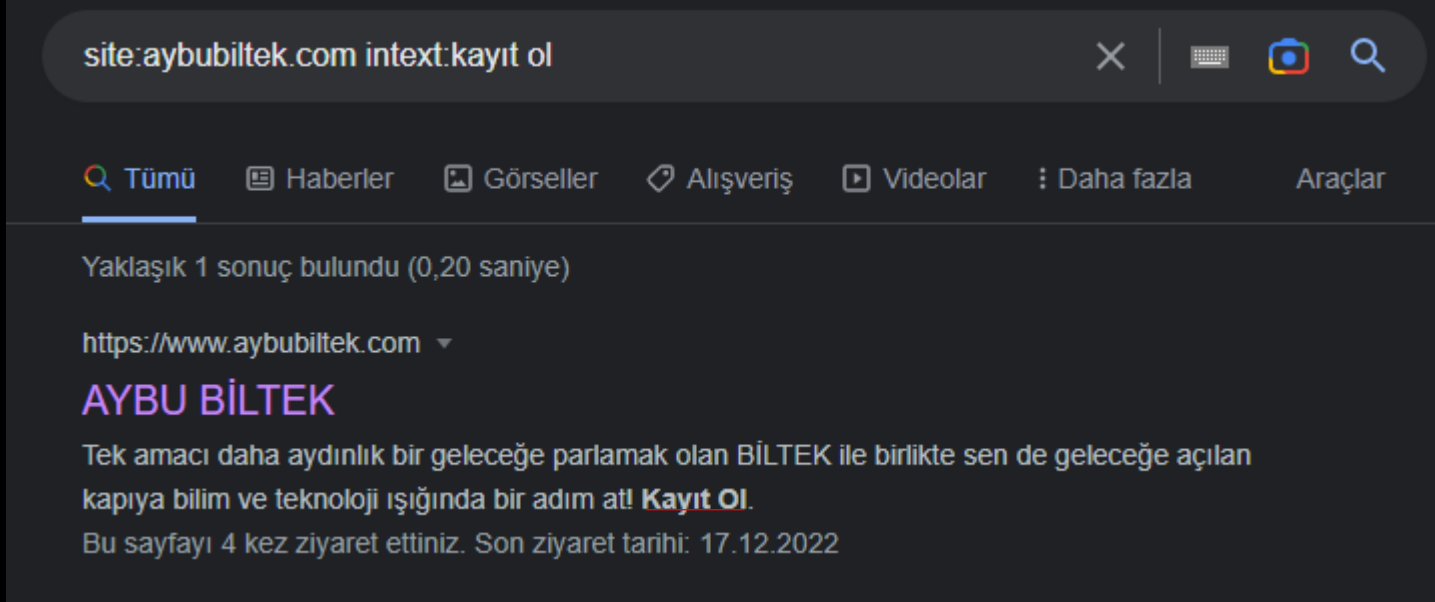 site:aybubiltek.com intext:kayıt ol
Tümü Haberler Görseller Alışveriş Videolar Daha fazla Araçlar
Yaklaşık 1 sonuç bulundu (0,20 saniye)
https://www.aybubiltek.com
AYBU BİLTEK
Tek amacı daha aydınlık bir geleceğe parlamak olan BİLTEK ile birlikte sen de geleceğe açılan
kapıya bilim ve teknoloji ışığında bir adım at! Kayıt Ol.
Bu sayfayı 4 kez ziyaret ettiniz. Son ziyaret tarihi: 17.12.2022